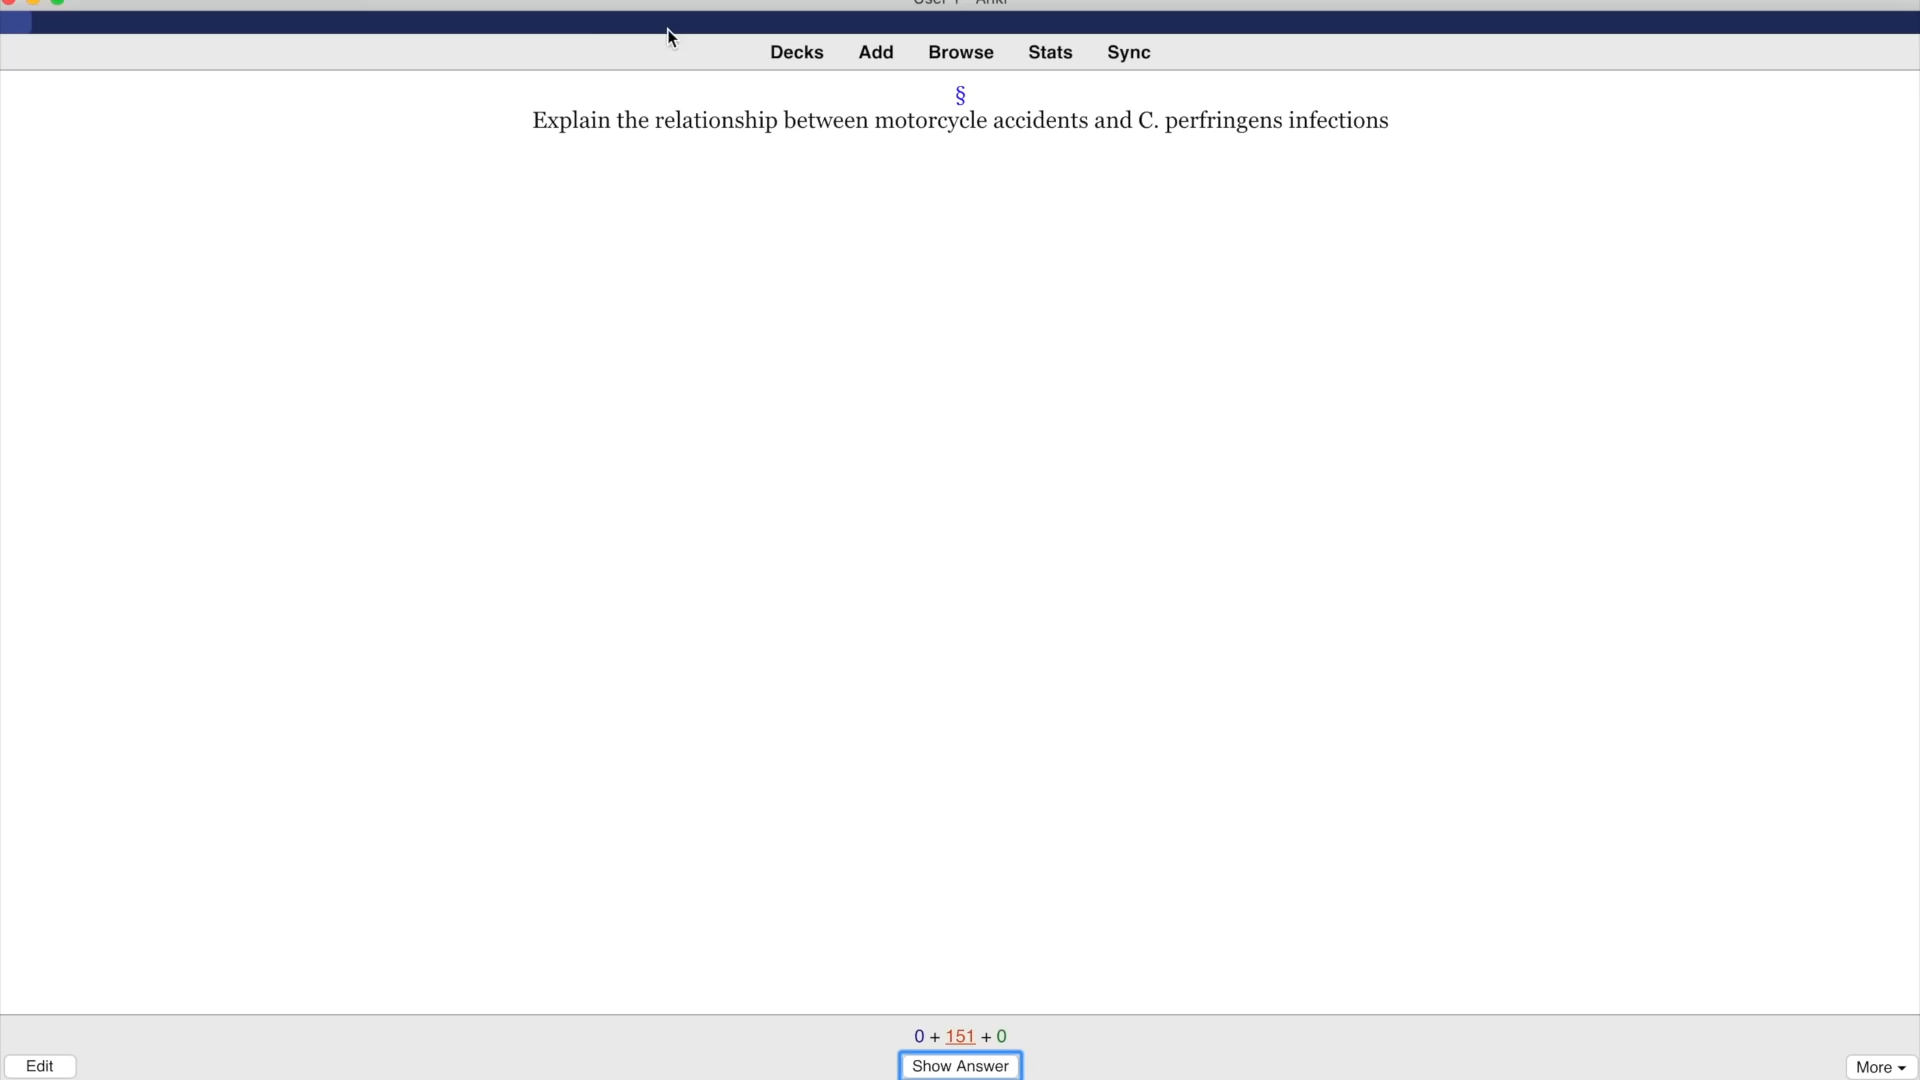 Decks Add Browse Stats Sync
§
Explain the relationship between motorcycle accidents and C. perfringens infections
0 + 151 + 0
Edit Show Answer More